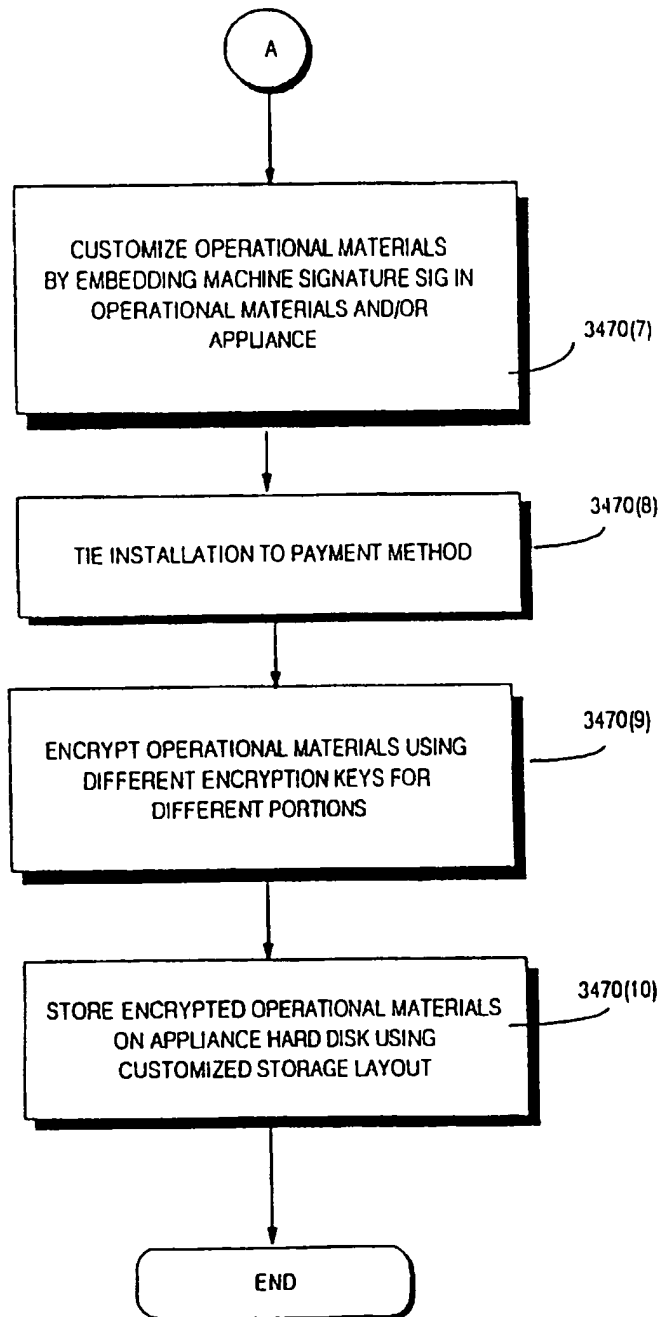 A
CUSTOMIZE OPERATIONAL MATERIALS
BY EMBEDDING MACHINE SIGNATURE SIG IN
OPERATIONAL MATERIALS AND/OR
APPLIANCE
3470(7)
3470(8)
TIE INSTALLATION TO PAYMENT METHOD
3470(9)
ENCRYPT OPERATIONAL MATERIALS USING
DIFFERENT ENCRYPTION KEYS FOR
DIFFERENT PORTIONS
3470(10)
STORE ENCRYPTED OPERATIONAL MATERIALS
ON APPLIANCE HARD DISK USING
CUSTOMIZED STORAGE LAYOUT
END